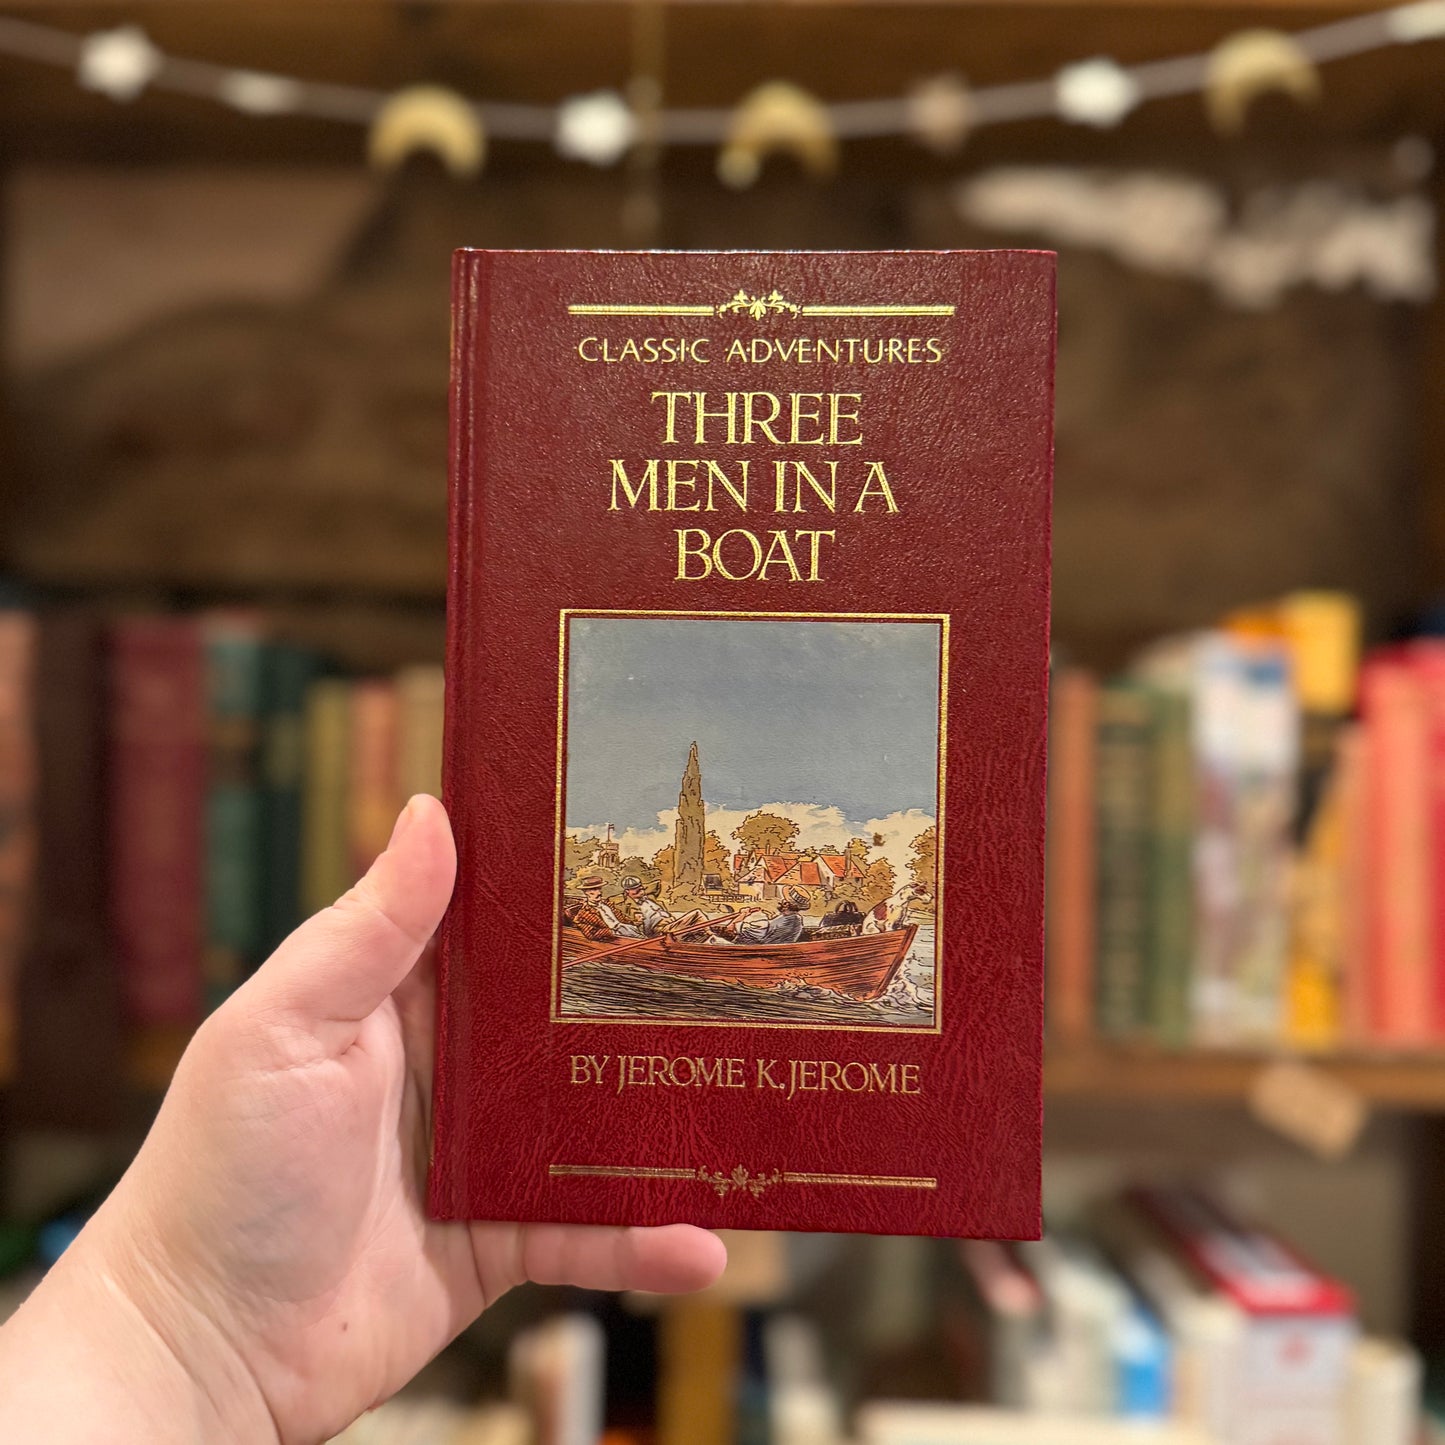 CLASSIC ADVENTURES
THREE
MEN IN A
BOAT
BY JEROME K. JEROME